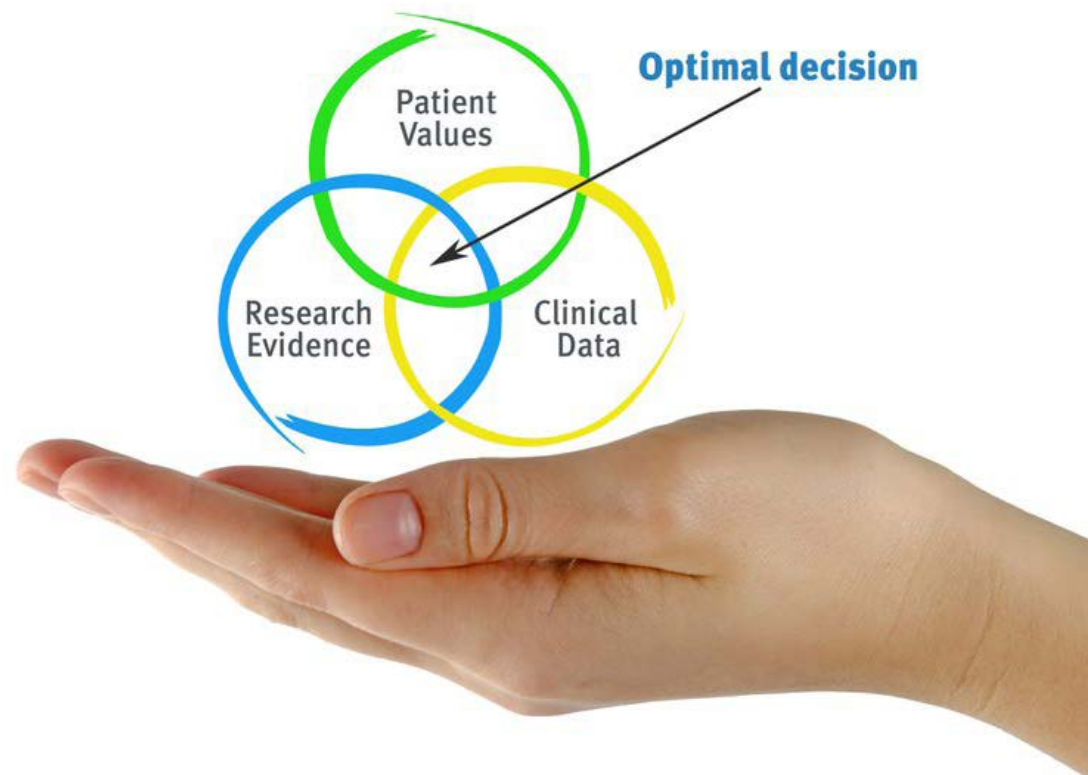 Optimal decision
Patient
Values
Research
Evidence
Clinical
Data